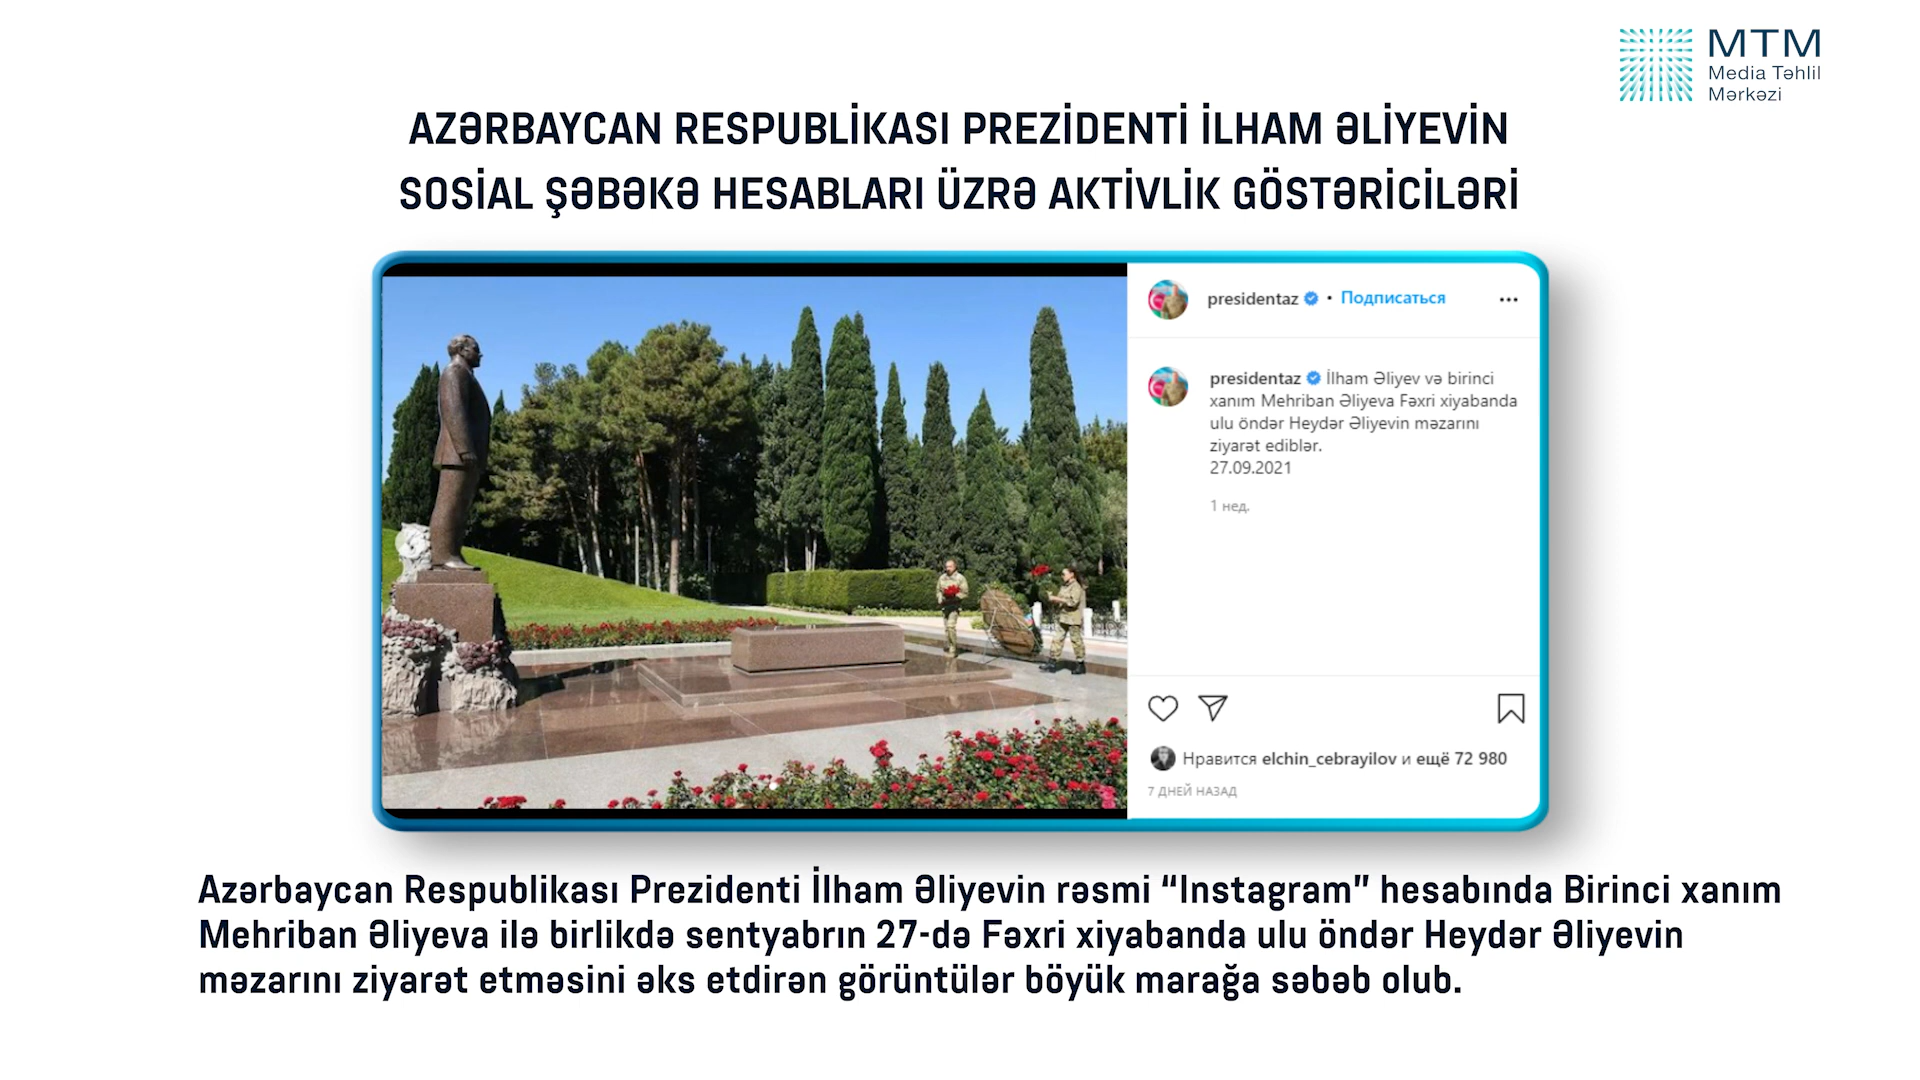 MTM
Media Təhlil
Mərkəzi
AZƏRBAYCAN RESPUBLİKASI PREZİDENTİ İLHAM ƏLİYEVİN
SOSİAL ŞƏBƏKƏ HESABLARI ÜZRƏ AKTİVLİK GÖSTƏRİCİLƏRİ
presidentaz • Подписаться
presidentaz İlham Əliyev və birinci
xanım Mehriban Əliyeva Fəxri xiyabanda
ulu öndər Heydər Əliyevin məzarını
ziyarət ediblər.
27.09.2021
1 нед.
Нравится elchin_cebrayilov и ещё 72 980
7 ДНЕЙ НАЗАД
Azərbaycan Respublikası Prezidenti İlham Əliyevin rəsmi “Instagram” hesabında Birinci xanım
Mehriban Əliyeva ilə birlikdə sentyabrın 27-də Fəxri xiyabanda ulu öndər Heydər Əliyevin
məzarını ziyarət etməsini əks etdirən görüntülər böyük marağa səbəb olub.